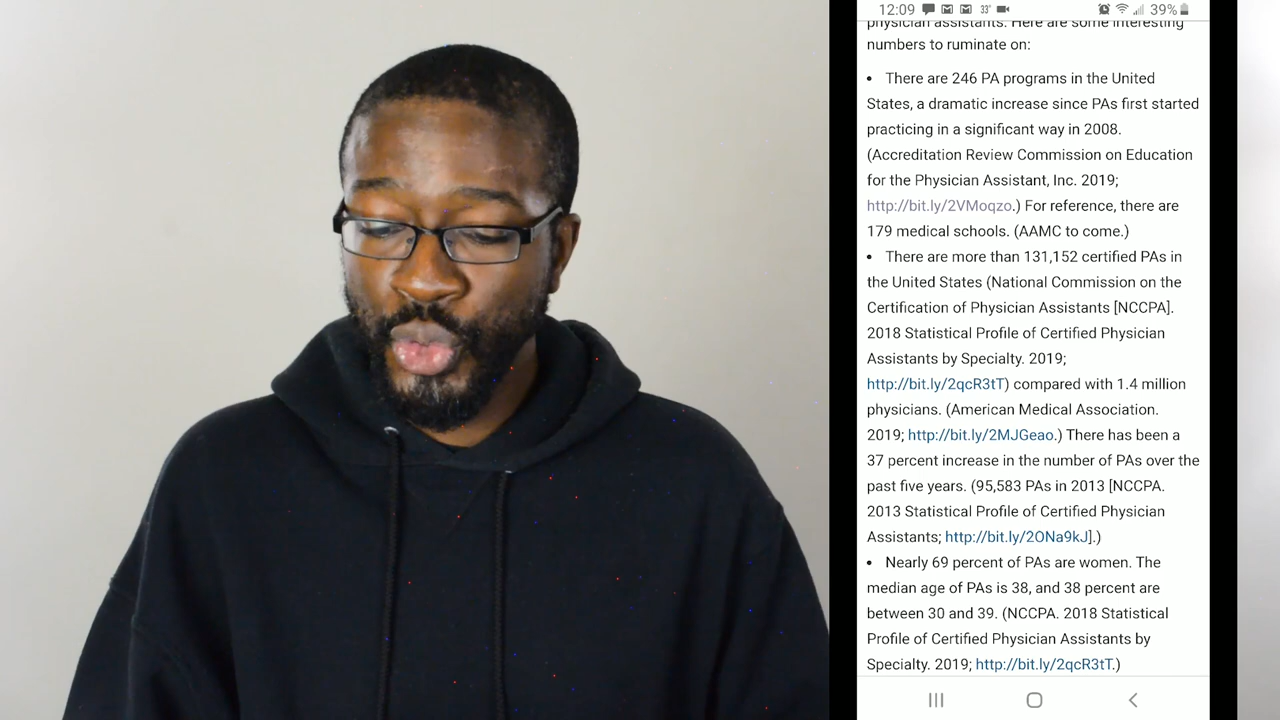 12:09 33° 39%
physician assistants. Here are some interesting
numbers to ruminate on:
• There are 246 PA programs in the United
States, a dramatic increase since PAs first started
practicing in a significant way in 2008.
(Accreditation Review Commission on Education
for the Physician Assistant, Inc. 2019;
http://bit.ly/2VMoqzo.) For reference, there are
179 medical schools. (AAMC to come.)
• There are more than 131,152 certified PAs in
the United States (National Commission on the
Certification of Physician Assistants [NCCPA].
2018 Statistical Profile of Certified Physician
Assistants by Specialty. 2019;
http://bit.ly/2qcR3tT) compared with 1.4 million
physicians. (American Medical Association.
2019; http://bit.ly/2MJGeao.) There has been a
37 percent increase in the number of PAs over the
past five years. (95,583 PAs in 2013 [NCCPA.
2013 Statistical Profile of Certified Physician
Assistants; http://bit.ly/2ONa9kJ].)
• Nearly 69 percent of PAs are women. The
median age of PAs is 38, and 38 percent are
between 30 and 39. (NCCPA. 2018 Statistical
Profile of Certified Physician Assistants by
Specialty. 2019; http://bit.ly/2qcR3tT.)